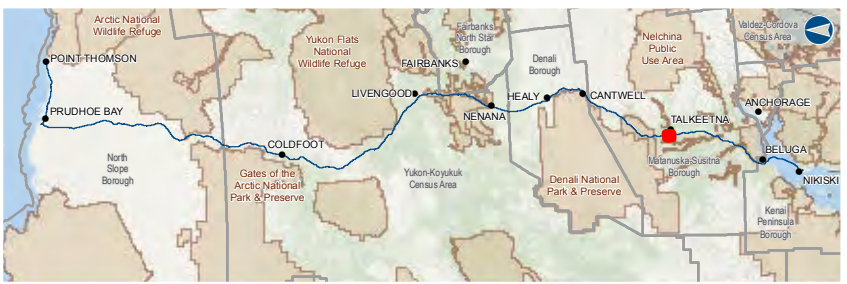 Arctic National
Wildlife Refuge
POINT THOMSON
PRUDHOE BAY
North
Slope
Borough
COLDFOOT
Gates of the
Arctic National
Park & Preserve
Yukon Flats
National
Wildlife Refuge
LIVENGOOD
FAIRBANKS
Fairbanks
North Star
Borough
NENANA
Yukon-Koyukuk
Census Area
Denali
Borough
HEALY
CANTWELL
Denali National
Park & Preserve
Nelchina
Public
Use Area
TALKEETNA
Matanuska-Susitna
Borough
Valdez-Cordova
Census Area
ANCHORAGE
BELUGA
NIKISKI
Kenai
Peninsula
Borough